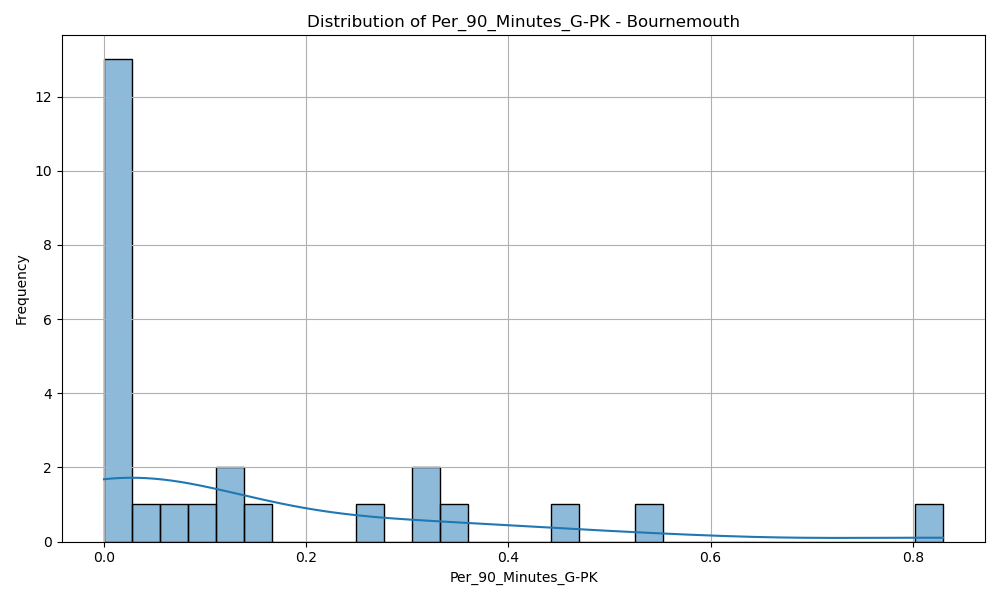 Distribution of Per_90_Minutes_G-PK - Bournemouth
Frequency
12
10
8
6
4
2
0
0.0 0.2 0.4 0.6 0.8
Per_90_Minutes_G-PK